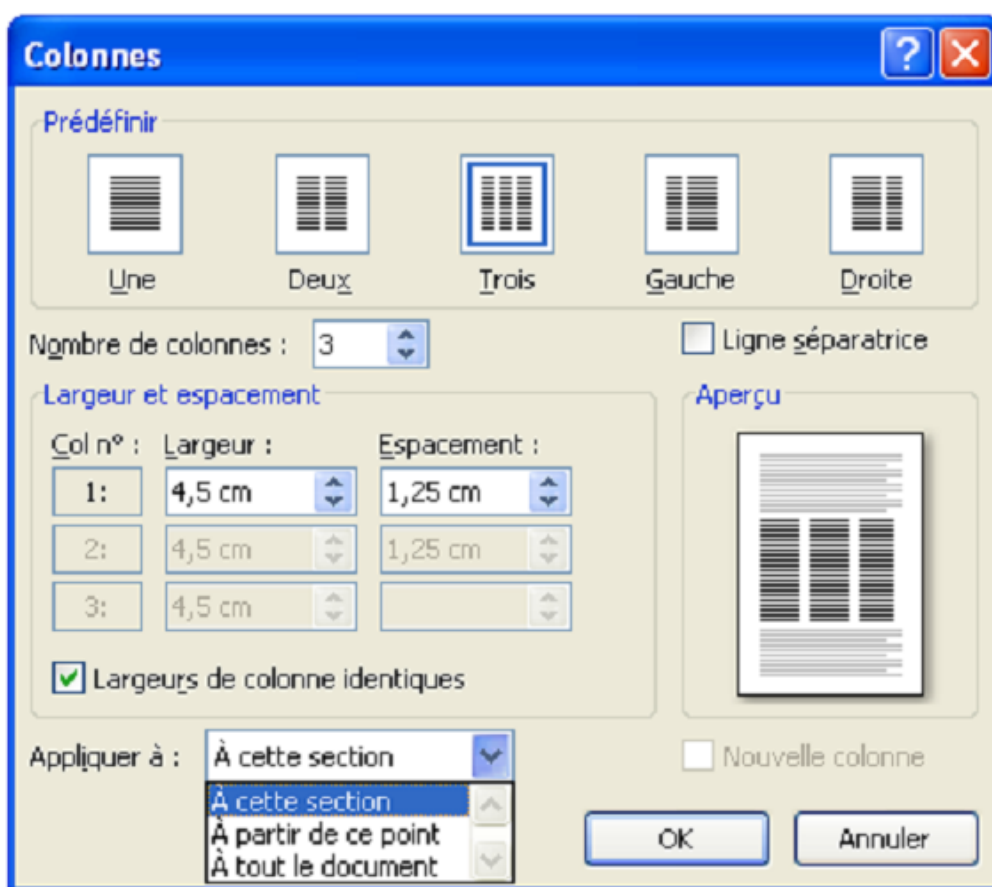 Colonnes
Prédéfinir
Une Deux Trois Gauche Droite
Nombre de colonnes : 3
Ligne séparatrice
Largeur et espacement
Aperçu
Col n° : Largeur : Espacement :
1: 4,5 cm 1,25 cm
2: 4,5 cm 1,25 cm
3: 4,5 cm
Largeurs de colonne identiques
Appliquer à : À cette section
Nouvelle colonne
À cette section
À partir de ce point
À tout le document
OK Annuler